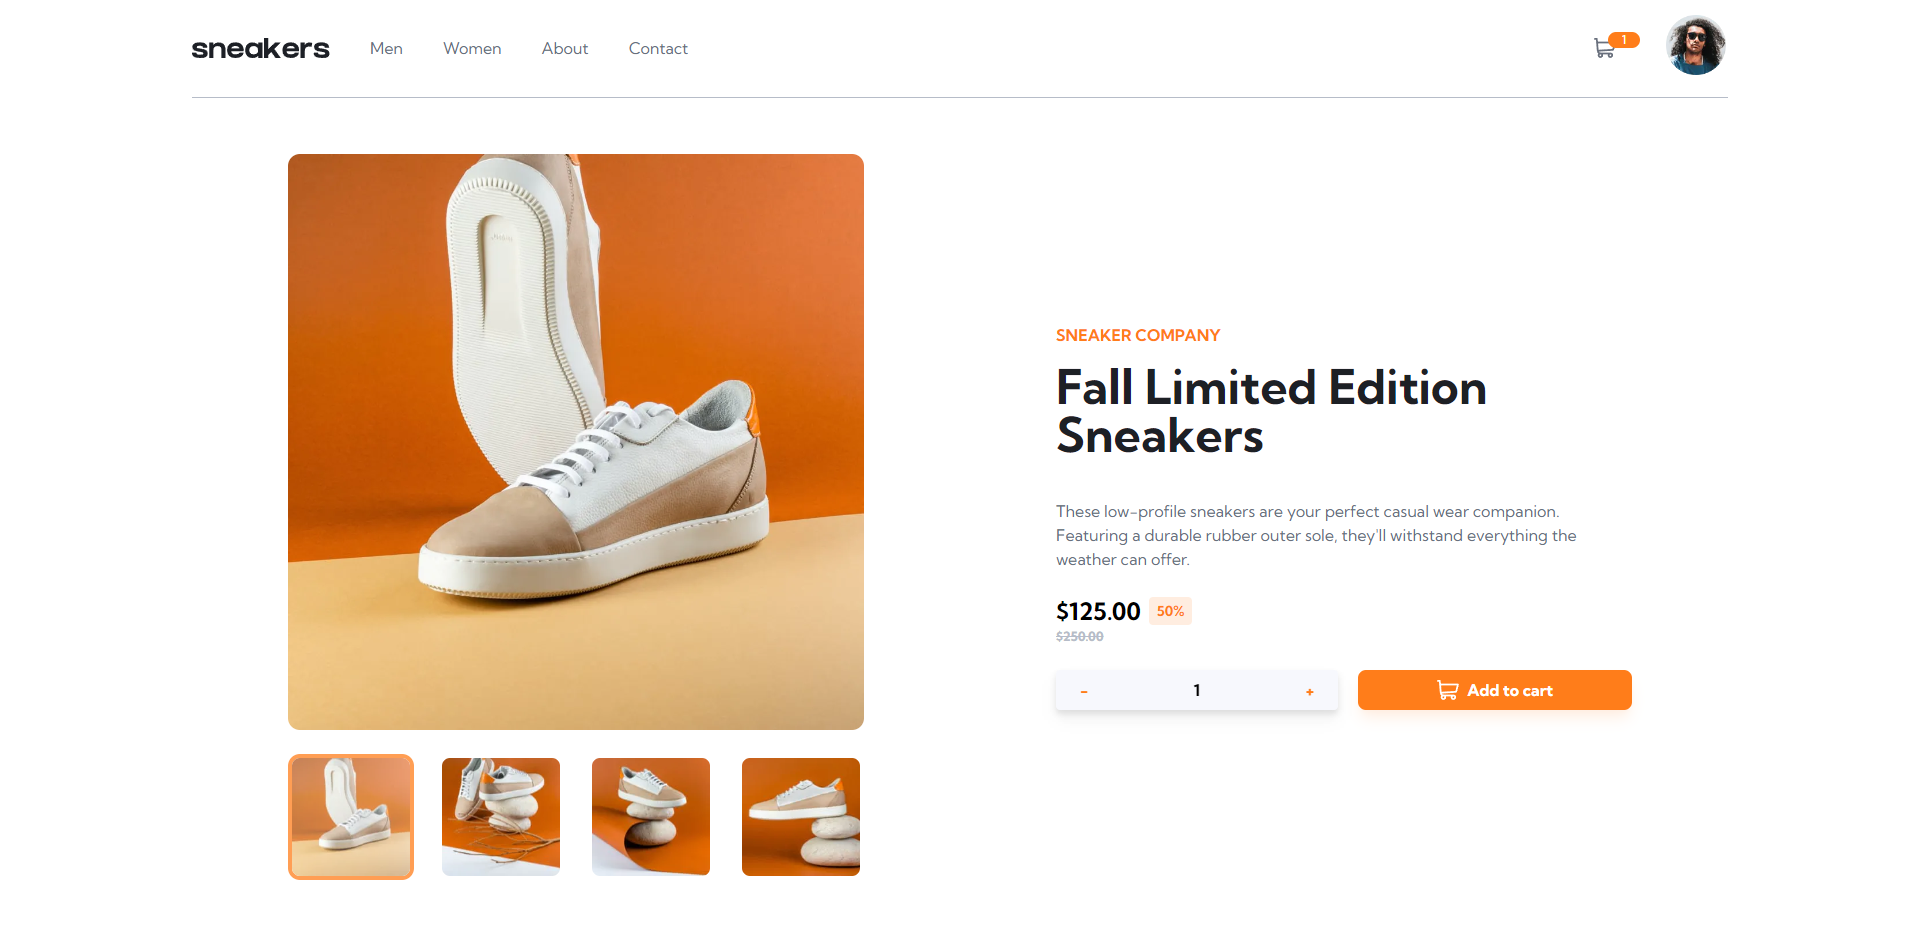 sneakers
Men
Women
About
Contact
1
SNEAKER COMPANY
Fall Limited Edition
Sneakers
These low-profile sneakers are your perfect casual wear companion.
Featuring a durable rubber outer sole, they'll withstand everything the
weather can offer.
$125.00 50%
$250.00
- 1 +
Add to cart